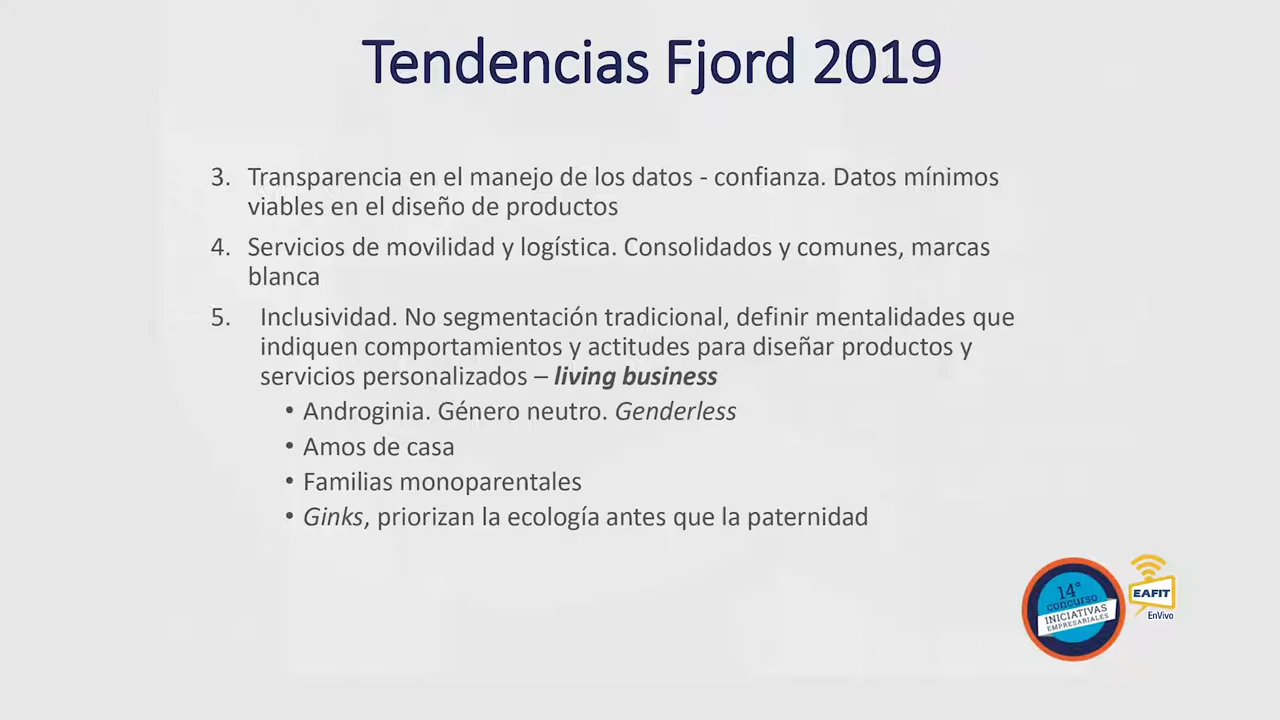 Tendencias Fjord 2019
3. Transparencia en el manejo de los datos - confianza. Datos mínimos
viables en el diseño de productos
4. Servicios de movilidad y logística. Consolidados y comunes, marcas
blanca
5. Inclusividad. No segmentación tradicional, definir mentalidades que
indiquen comportamientos y actitudes para diseñar productos y
servicios personalizados – living business
• Androginia. Género neutro. Genderless
• Amos de casa
• Familias monoparentales
• Ginks, priorizan la ecología antes que la paternidad
14°
concurso
INICIATIVAS
EMPRESARIALES
EAFIT
EnVivo